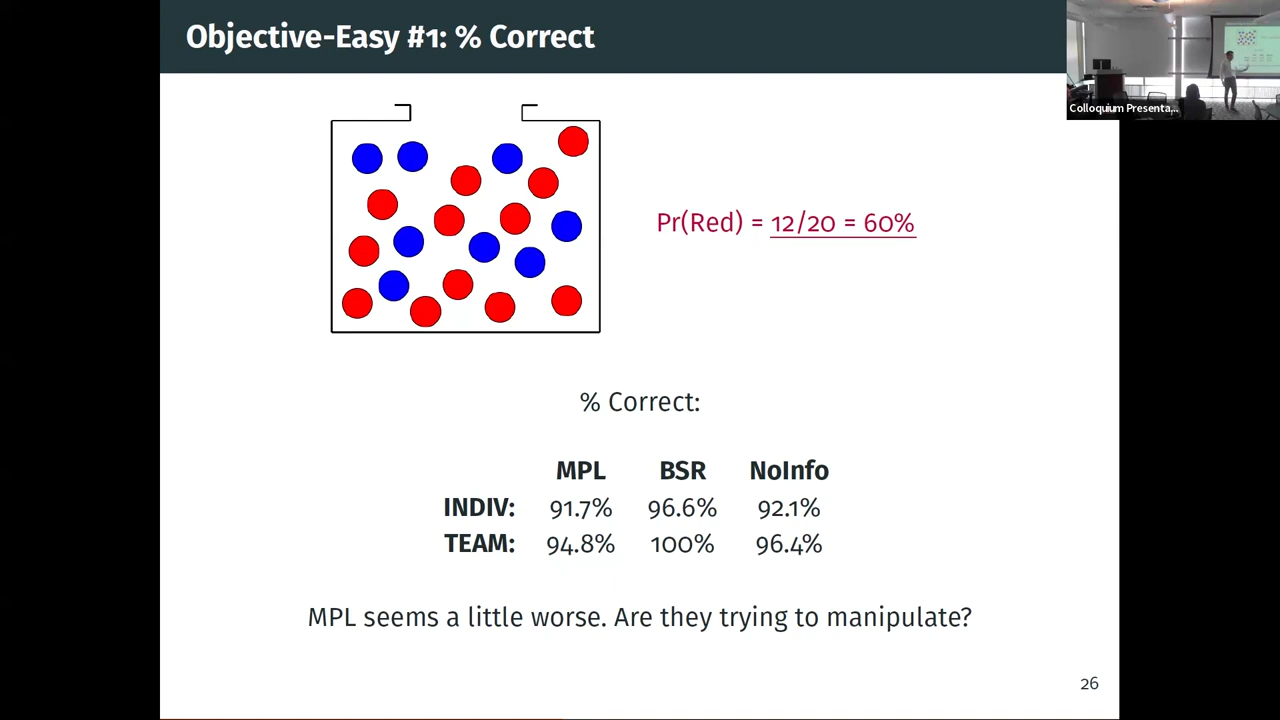 Objective-Easy #1: % Correct
Colloquium Presenta...
Pr(Red) = 12/20 = 60%
% Correct:
MPL BSR NoInfo
INDIV: 91.7% 96.6% 92.1%
TEAM: 94.8% 100% 96.4%
MPL seems a little worse. Are they trying to manipulate?
26